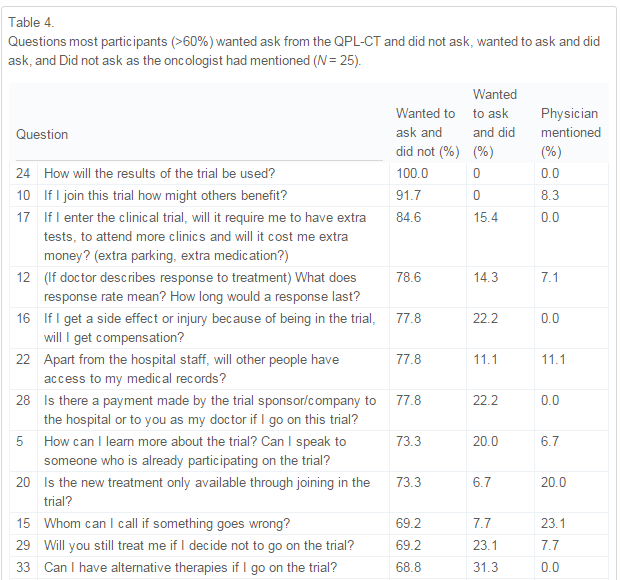 Table 4.
Questions most participants (>60%) wanted ask from the QPL-CT and did not ask, wanted to ask and did
ask, and Did not ask as the oncologist had mentioned (N = 25).
Question
Wanted to
ask and
did not (%)
Wanted
to ask
and did
(%)
Physician
mentioned
(%)
24 How will the results of the trial be used? 100.0 0 0.0
10 If I join this trial how might others benefit? 91.7 0 8.3
17 If I enter the clinical trial, will it require me to have extra 84.6 15.4 0.0
tests, to attend more clinics and will it cost me extra
money? (extra parking, extra medication?)
12 (If doctor describes response to treatment) What does 78.6 14.3 7.1
response rate mean? How long would a response last?
16 If I get a side effect or injury because of being in the trial, 77.8 22.2 0.0
will I get compensation?
22 Apart from the hospital staff, will other people have 77.8 11.1 11.1
access to my medical records?
28 Is there a payment made by the trial sponsor/company to 77.8 22.2 0.0
the hospital or to you as my doctor if I go on this trial?
5 How can I learn more about the trial? Can I speak to 73.3 20.0 6.7
someone who is already participating on the trial?
20 Is the new treatment only available through joining in the 73.3 6.7 20.0
trial?
15 Whom can I call if something goes wrong? 69.2 7.7 23.1
29 Will you still treat me if I decide not to go on the trial? 69.2 23.1 7.7
33 Can I have alternative therapies if I go on the trial? 68.8 31.3 0.0